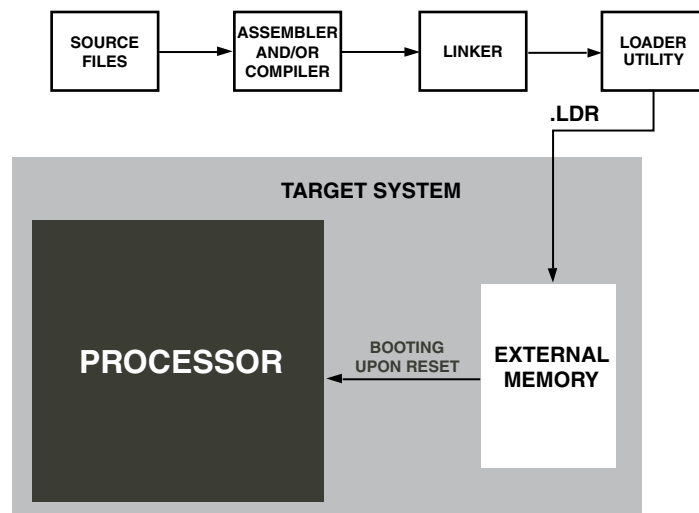 SOURCE
FILES
ASSEMBLER
AND/OR
COMPILER
LINKER
LOADER
UTILITY
.LDR
TARGET SYSTEM
PROCESSOR
BOOTING
UPON RESET
EXTERNAL
MEMORY